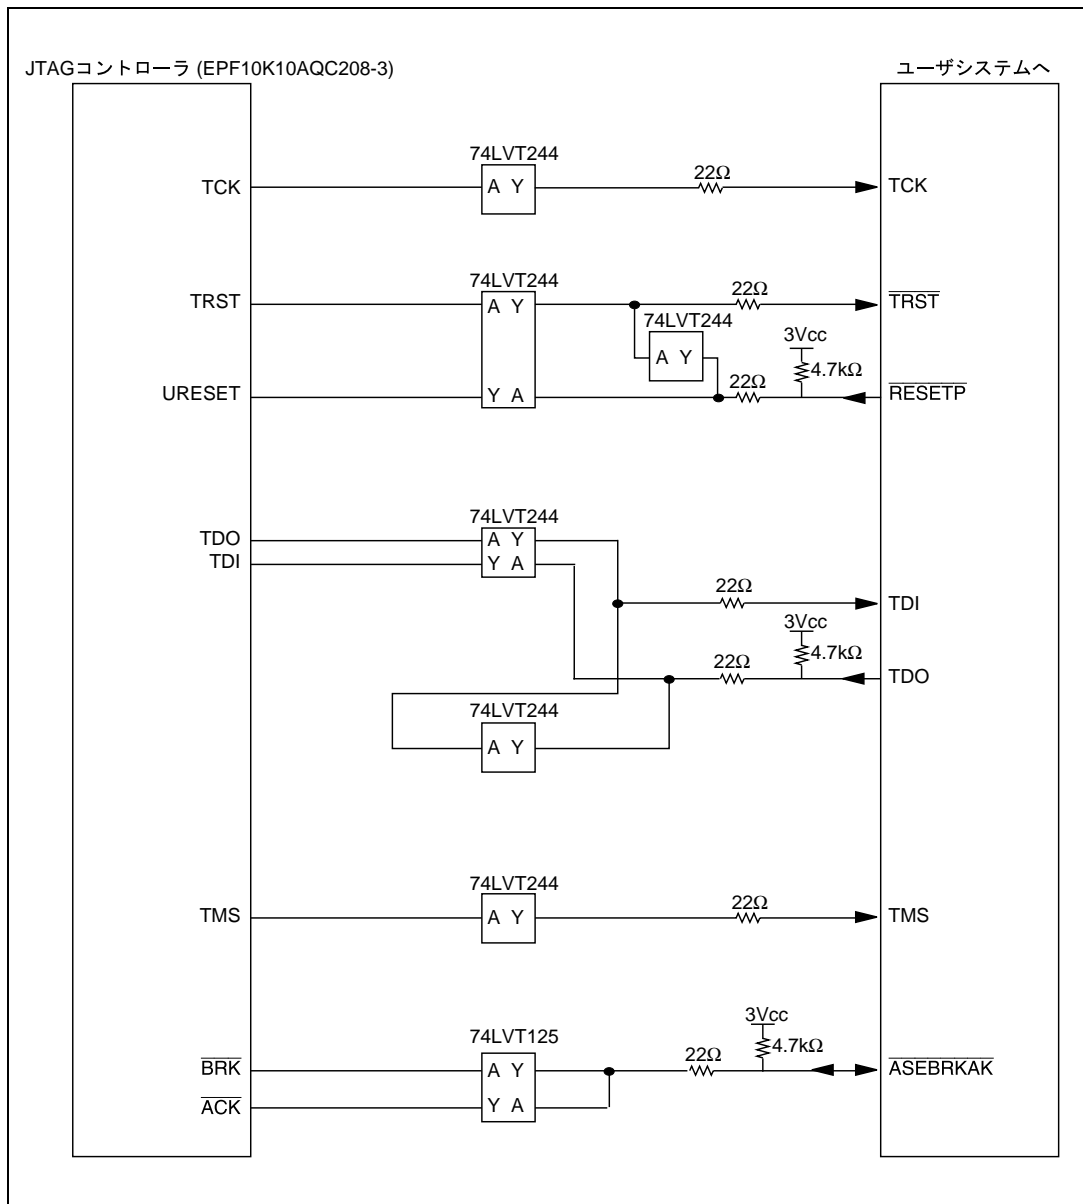 JTAGコントローラ (EPF10K10AQC208-3)
ユーザシステムへ
74LVT244
TCK
A Y
22Ω
TCK
74LVT244
TRST
A Y
22Ω
TRST
74LVT244
A Y
3Vcc
4.7kΩ
URESET
Y A
22Ω
RESETP
74LVT244
TDO
A Y
TDI
Y A
22Ω
TDI
3Vcc
4.7kΩ
22Ω
TDO
74LVT244
A Y
74LVT244
TMS
A Y
22Ω
TMS
74LVT125
3Vcc
4.7kΩ
BRK
A Y
22Ω
ASEBRKAK
ACK
Y A